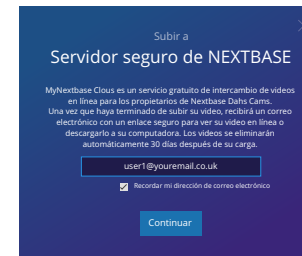 Subir a
Servidor seguro de NEXTBASE
MyNextbase Clous es un servicio gratuito de intercambio de videos
en línea para los propietarios de Nextbase Dahs Cams.
Una vez que haya terminado de subir su video, recibirá un correo
electrónico con un enlace seguro para ver su video en línea o
descargarlo a su computadora. Los videos se eliminarán
automáticamente 30 días después de su carga.
user1@youremail.co.uk
Recordar mi dirección de correo electrónico
Continuar